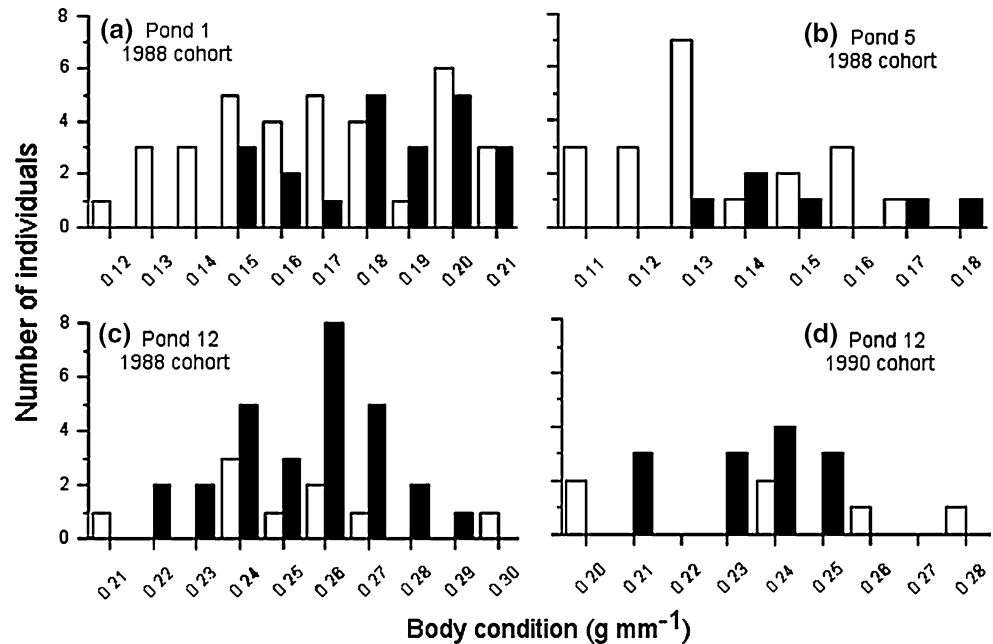 (a) Pond 1
1988 cohort
(b) Pond 5
1988 cohort
8
6
4
2
0
0 12 0 13 0 14 0 15 0 16 0 17 0 18 0 19 0 20 0 21
0 11 0 12 0 13 0 14 0 15 0 16 0 17 0 18
Number of individuals
(c) Pond 12
1988 cohort
(d) Pond 12
1990 cohort
8
6
4
2
0
0 21 0 22 0 23 0 24 0 25 0 26 0 27 0 28 0 29 0 30
0 20 0 21 0 22 0 23 0 24 0 25 0 26 0 27 0 28
Body condition (g mm⁻¹)